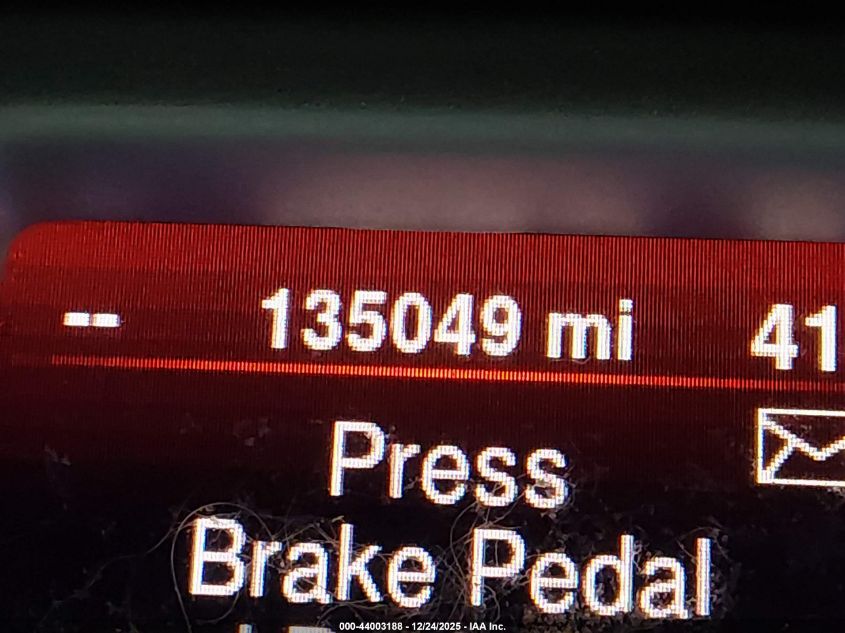 -- 135049 mi 41
Press
Brake Pedal
000-44003188 - 12/24/2025 - IAA Inc.